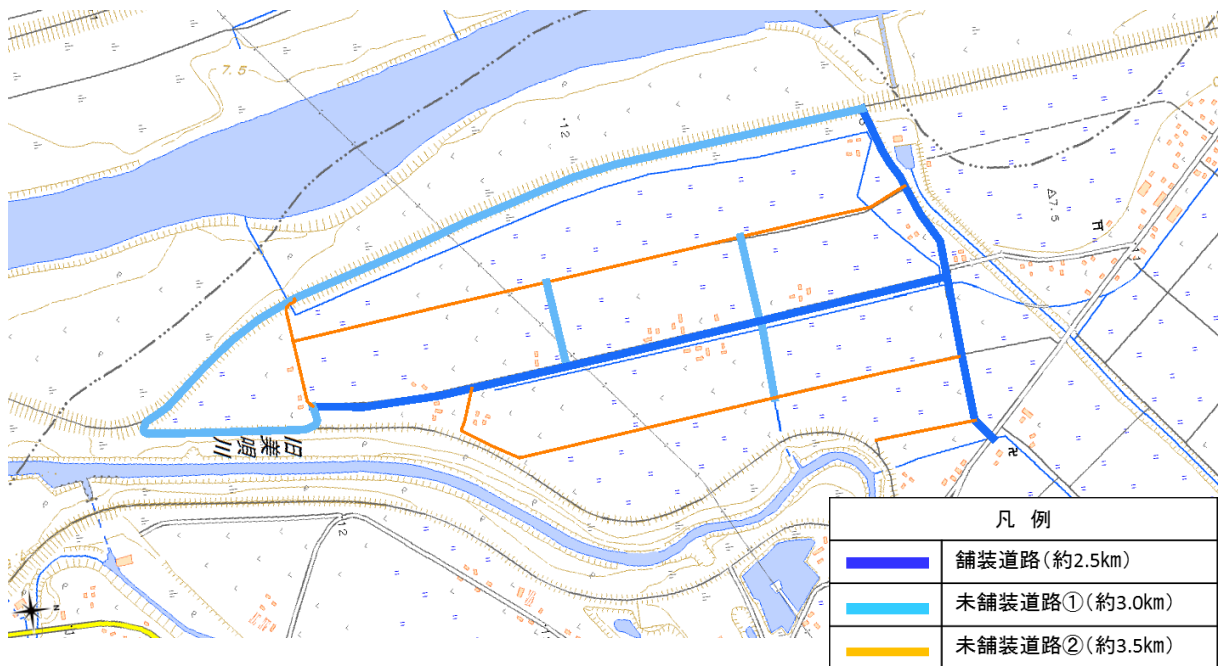 7.5
・12
△7.5
11
旧美唄川
12
N
凡 例
舗装道路(約2.5㎞)
未舗装道路①(約3.0㎞)
未舗装道路②(約3.5㎞)